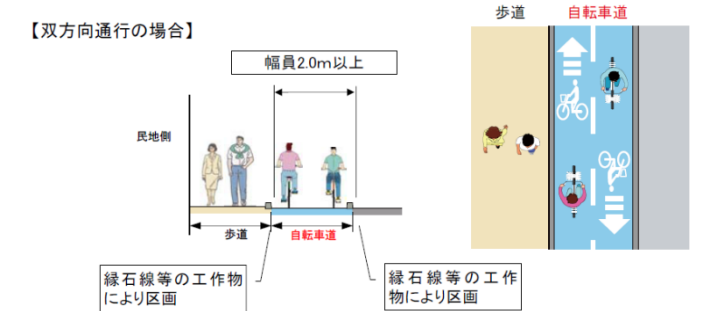 【双方向通行の場合】
幅員2.0m以上
民地側
歩道
自転車道
縁石線等の工作物
により区画
縁石線等の工作
物により区画
歩道
自転車道